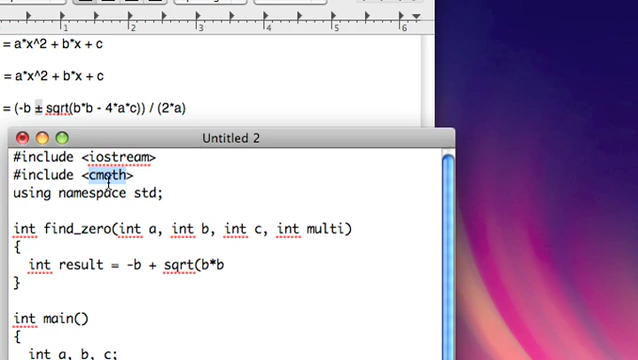 1 2 3 4 5 6
= a*x^2 + b*x + c
= a*x^2 + b*x + c
= (-b ± sqrt(b*b - 4*a*c)) / (2*a)
Untitled 2
#include <iostream>
#include <cmath>
using namespace std;
int find_zero(int a, int b, int c, int multi)
{
int result = -b + sqrt(b*b
}
int main()
{
int a, b, c;